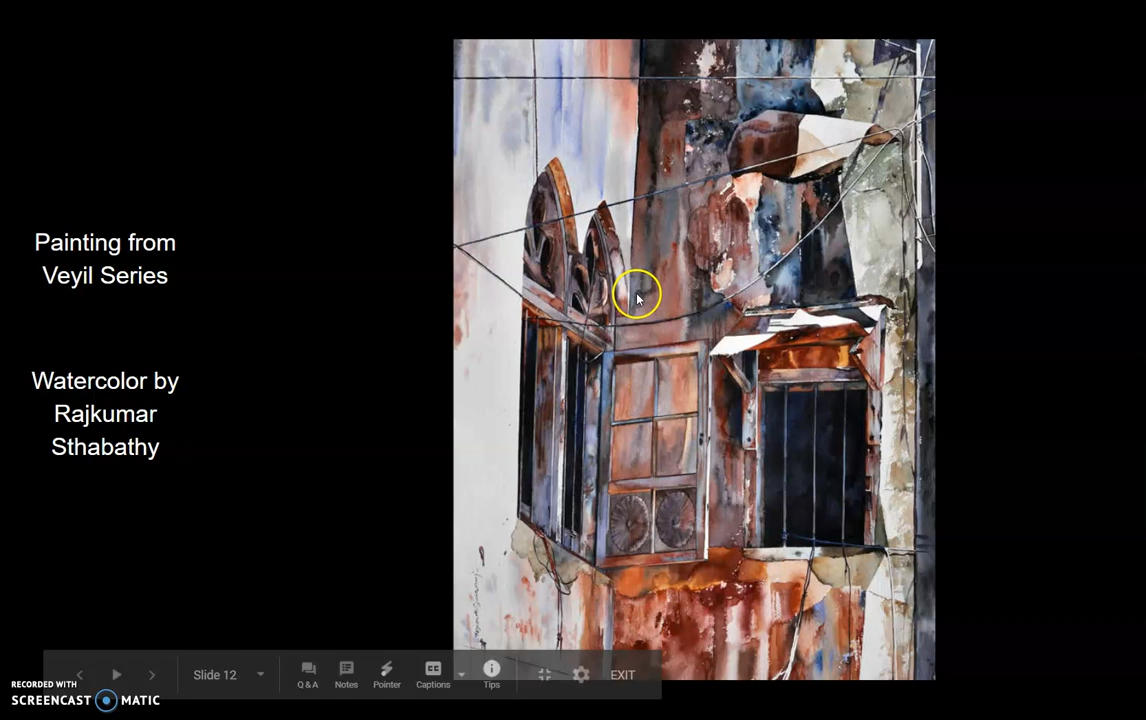 Painting from
Veyil Series
Watercolor by
Rajkumar
Sthabathy
Slide 12
Q & A
Notes
Pointer
Captions
Tips
EXIT
RECORDED WITH
SCREENCAST MATIC